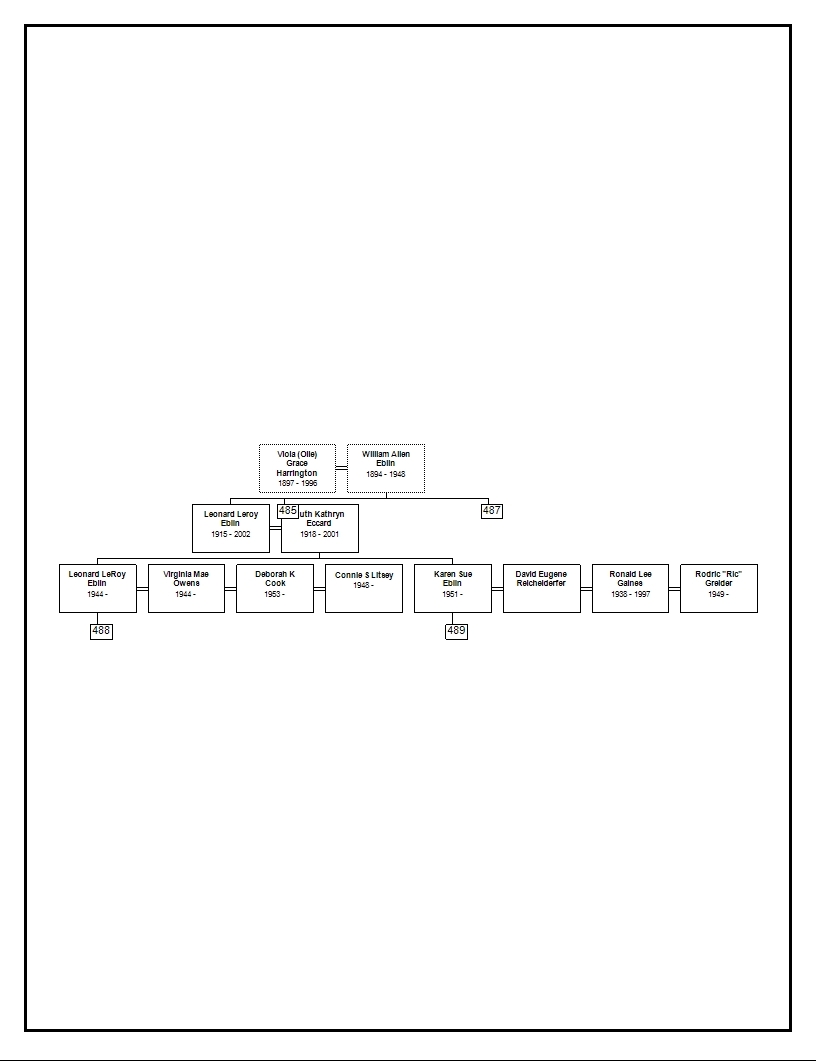 Viola (Olie)
Grace
Harrington
1897 - 1996
William Allen
Eblin
1894 - 1948
485
487
Leonard Leroy
Eblin
1915 - 2002
uth Kathryn
Eccard
1918 - 2001
Leonard LeRoy
Eblin
1944 -
Virginia Mae
Owens
1944 -
Deborah K
Cook
1953 -
Connie S Litsey
1948 -
Karen Sue
Eblin
1951 -
David Eugene
Reichelderfer
Ronald Lee
Gaines
1938 - 1997
Rodric "Ric"
Greider
1949 -
488
489